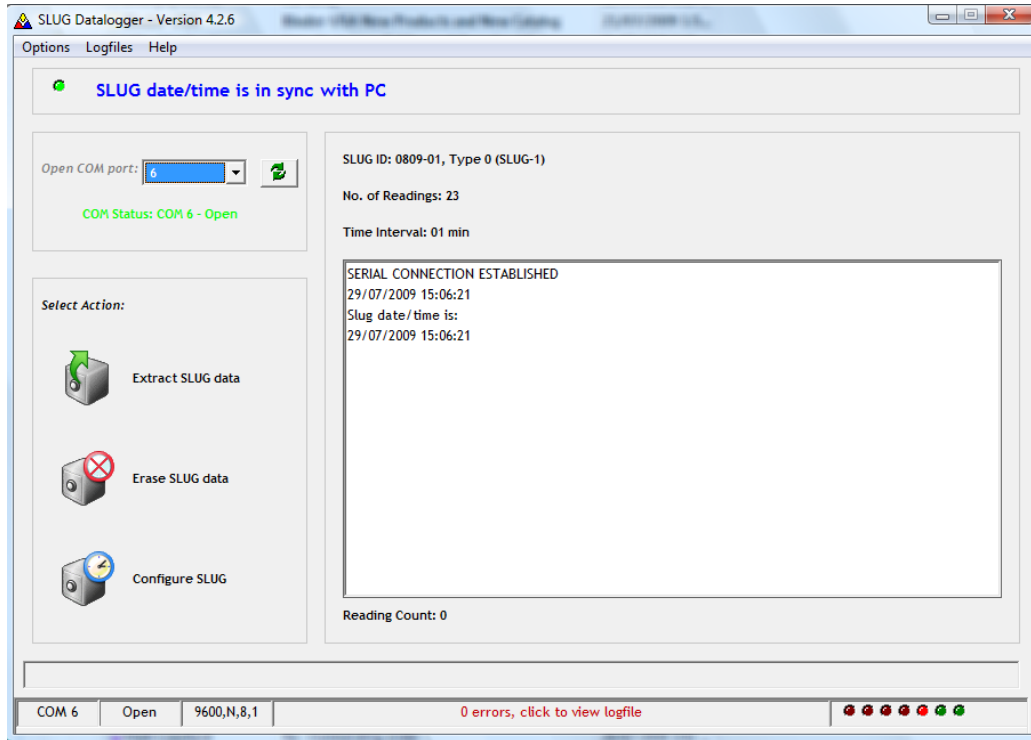 SLUG Datalogger - Version 4.2.6
Options Logfiles Help
SLUG date/time is in sync with PC
Open COM port: 6
COM Status: COM 6 - Open
Select Action:
Extract SLUG data
Erase SLUG data
Configure SLUG
SLUG ID: 0809-01, Type 0 (SLUG-1)
No. of Readings: 23
Time Interval: 01 min
SERIAL CONNECTION ESTABLISHED
29/07/2009 15:06:21
Slug date/time is:
29/07/2009 15:06:21
Reading Count: 0
COM 6 Open 9600,N,8,1 0 errors, click to view logfile